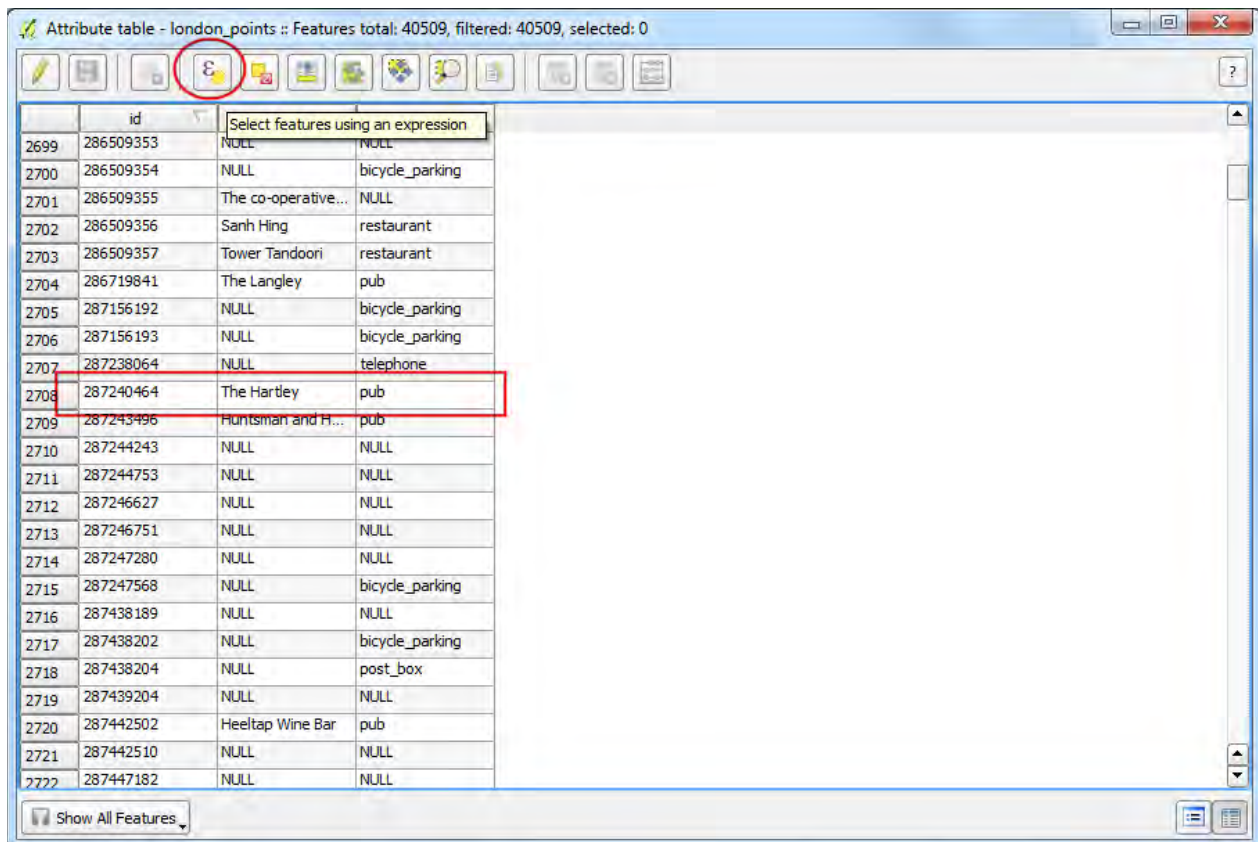 Attribute table - london_points :: Features total: 40509, filtered: 40509, selected: 0
ε
?
id
Select features using an expression
2699 286509353 NULL NULL
2700 286509354 NULL bicycle_parking
2701 286509355 The co-operative... NULL
2702 286509356 Sanh Hing restaurant
2703 286509357 Tower Tandoori restaurant
2704 286719841 The Langley pub
2705 287156192 NULL bicycle_parking
2706 287156193 NULL bicycle_parking
2707 287238064 NULL telephone
2708 287240464 The Hartley pub
2709 287243496 Huntsman and H... pub
2710 287244243 NULL NULL
2711 287244753 NULL NULL
2712 287246627 NULL NULL
2713 287246751 NULL NULL
2714 287247280 NULL NULL
2715 287247568 NULL bicycle_parking
2716 287438189 NULL NULL
2717 287438202 NULL bicycle_parking
2718 287438204 NULL post_box
2719 287439204 NULL NULL
2720 287442502 Heeltap Wine Bar pub
2721 287442510 NULL NULL
2722 287447182 NULL NULL
Show All Features